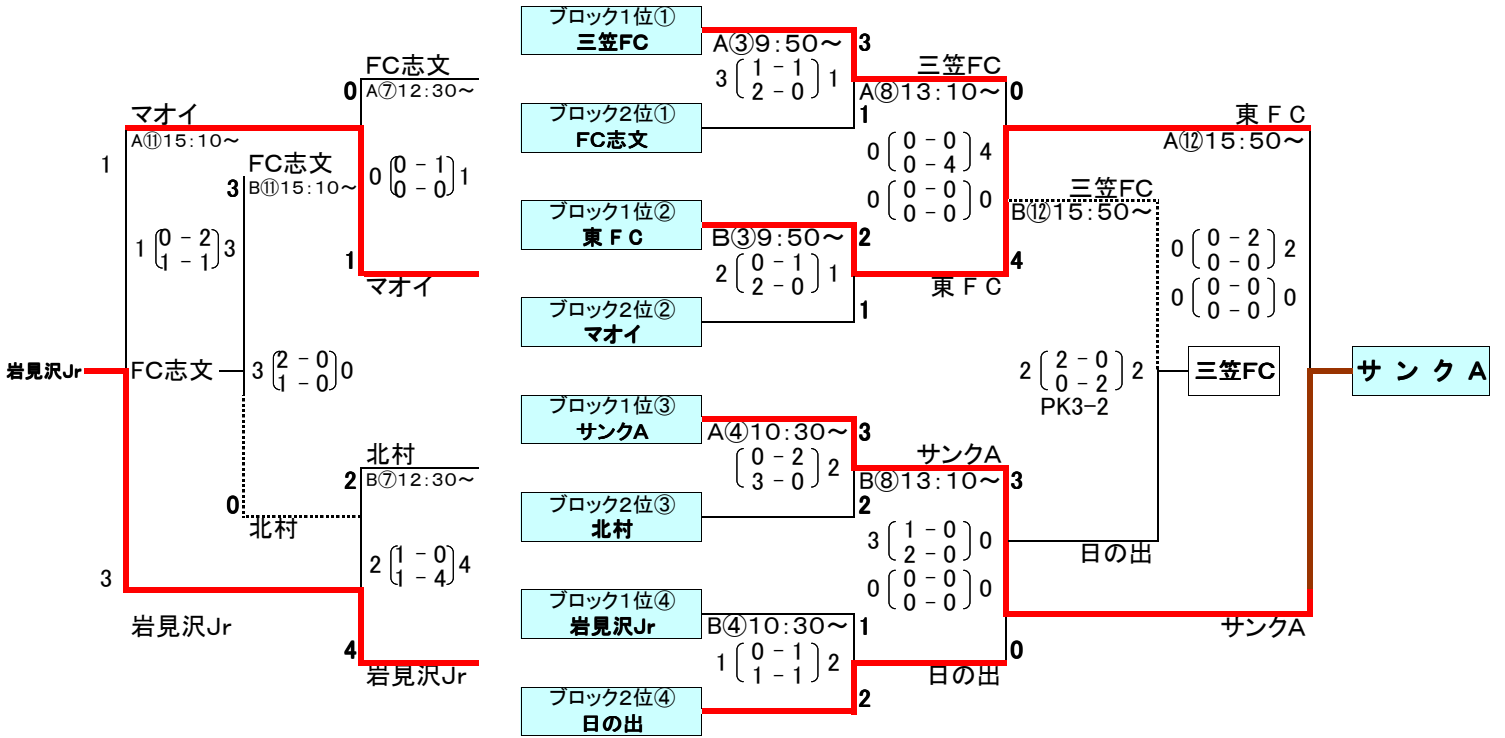 ブロック1位①
三笠FC
A③9:50～ 3
3 1 - 1 1
2 - 0
ブロック2位①
FC志文
1
三笠FC
A⑧13:10～ 0
0 0 - 0 4
0 - 4
0 0 - 0 0
0 - 0
ブロック1位②
東 F C
B③9:50～ 2
2 0 - 1 1
2 - 0
ブロック2位②
マオイ
1
4
東 F C
東 F C
A⑫15:50～
三笠FC
B⑫15:50～
0 0 - 2 2
0 - 0
0 0 - 0 0
0 - 0
2 2 - 0 2
0 - 2
PK3-2
三笠FC
サ ン ク A
ブロック1位③
サンクA
A④10:30～ 3
0 - 2 2
3 - 0
ブロック2位③
北村
2
サンクA
B⑧13:10～ 3
3 1 - 0 0
2 - 0
0 0 - 0 0
0 - 0
日の出
サンクA
ブロック1位④
岩見沢Jr
B④10:30～ 1
1 0 - 1 2
1 - 1
ブロック2位④
日の出
2
0
日の出
FC志文
0 A⑦12:30～
0 0 - 1 1
0 - 0
1
マオイ
マオイ
A⑪15:10～
1
FC志文
3 B⑪15:10～
1 0 - 2 3
1 - 1
岩見沢Jr
FC志文
3 2 - 0 0
1 - 0
北村
2 B⑦12:30～
0
北村
2 1 - 0 4
1 - 4
3
岩見沢Jr
4
岩見沢Jr